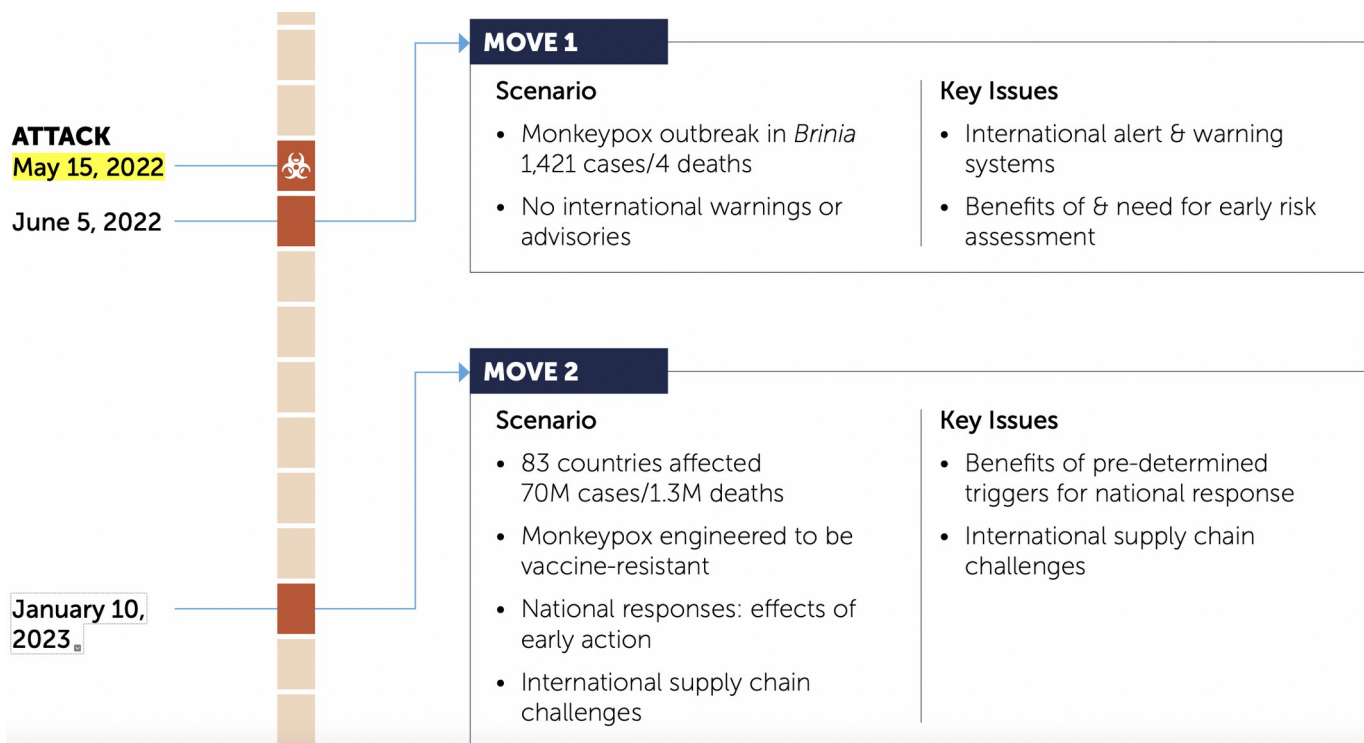 ATTACK
May 15, 2022
June 5, 2022
MOVE 1
Scenario
• Monkeypox outbreak in Brinia
1,421 cases/4 deaths
• No international warnings or
advisories
Key Issues
• International alert & warning
systems
• Benefits of & need for early risk
assessment
January 10,
2023
MOVE 2
Scenario
• 83 countries affected
70M cases/1.3M deaths
• Monkeypox engineered to be
vaccine-resistant
• National responses: effects of
early action
• International supply chain
challenges
Key Issues
• Benefits of pre-determined
triggers for national response
• International supply chain
challenges